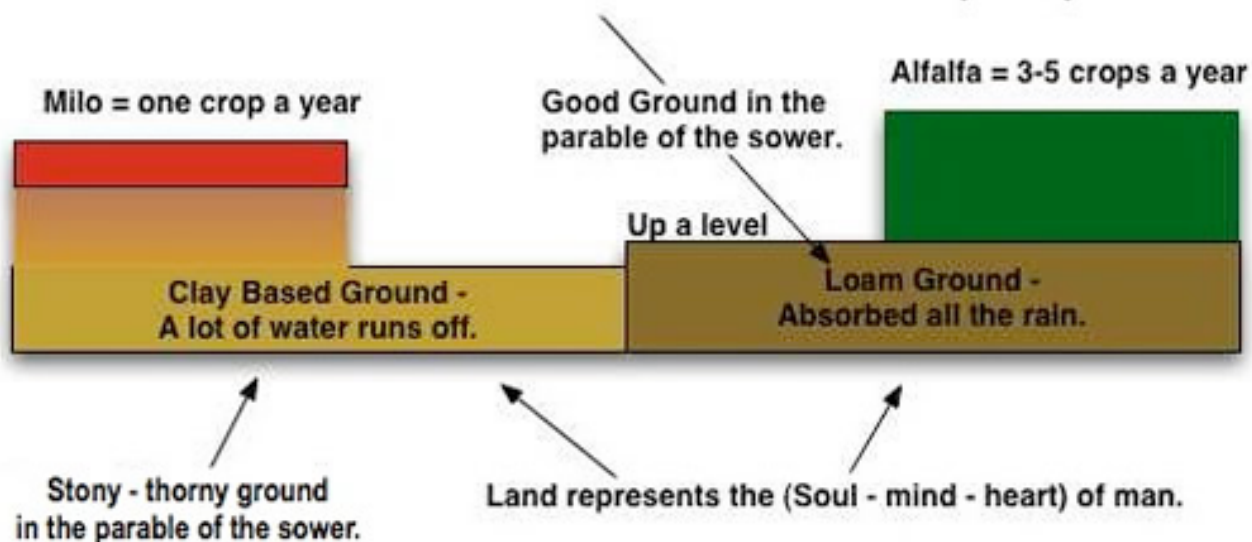 Alfalfa = 3-5 crops a year
Milo = one crop a year
Good Ground in the
parable of the sower.
Up a level
Clay Based Ground -
A lot of water runs off.
Loam Ground -
Absorbed all the rain.
Stony - thorny ground
in the parable of the sower.
Land represents the (Soul - mind - heart) of man.